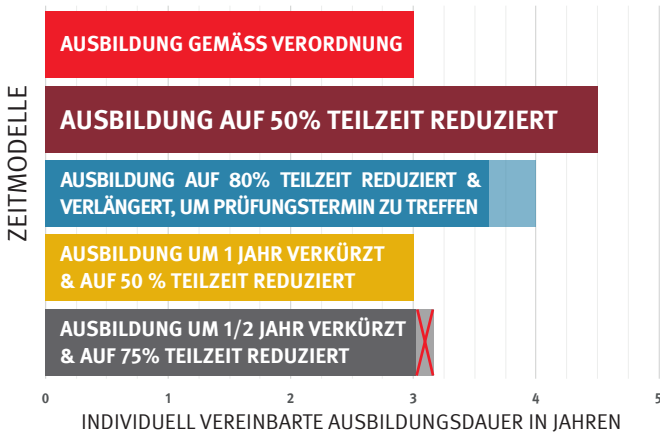 ZEITMODELLE
AUSBILDUNG GEMÄSS VERORDNUNG
AUSBILDUNG AUF 50% TEILZEIT REDUZIERT
AUSBILDUNG AUF 80% TEILZEIT REDUZIERT &
VERLÄNGERT, UM PRÜFUNGSTERMIN ZU TREFFEN
AUSBILDUNG UM 1 JAHR VERKÜRZT
& AUF 50 % TEILZEIT REDUZIERT
AUSBILDUNG UM 1/2 JAHR VERKÜRZT
& AUF 75% TEILZEIT REDUZIERT
0 1 2 3 4 5
INDIVIDUELL VEREINBARTE AUSBILDUNGSDAUER IN JAHREN